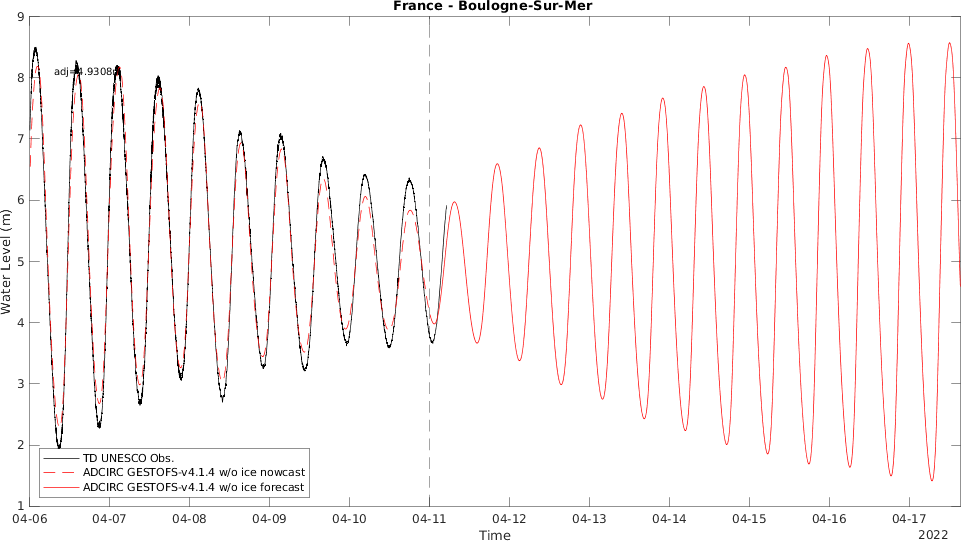 France - Boulogne-Sur-Mer
Water Level (m)
9
8
7
6
5
4
3
2
1
adj=4.9308m
TD UNESCO Obs.
ADCIRC GESTOFS-v4.1.4 w/o ice nowcast
ADCIRC GESTOFS-v4.1.4 w/o ice forecast
04-06 04-07 04-08 04-09 04-10 04-11 04-12 04-13 04-14 04-15 04-16 04-17
Time
2022